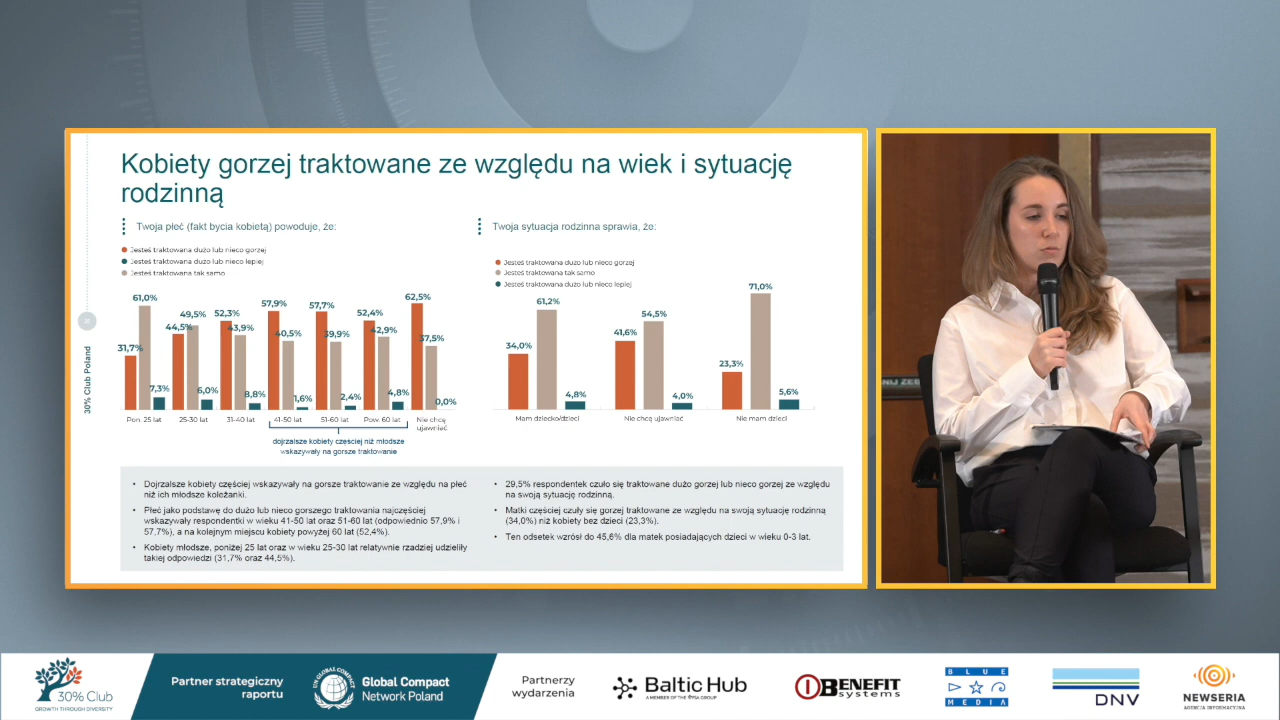 Kobiety gorzej traktowane ze względu na wiek i sytuację
rodzinną
Twoja płeć (fakt bycia kobietą) powoduje, że:
Jesteś traktowana dużo lub nieco gorzej
Jesteś traktowana dużo lub nieco lepiej
Jesteś traktowana tak samo
61,0%
31,7%
7,3%
44,5%
49,5%
6,0%
52,3%
43,9%
8,8%
57,9%
40,5%
1,6%
57,7%
39,9%
2,4%
52,4%
42,9%
4,8%
62,5%
37,5%
0,0%
Pon. 25 lat
25-30 lat
31-40 lat
41-50 lat
51-60 lat
Pow. 60 lat
Nie chcę
ujawniać
dojrzalsze kobiety częściej niż młodsze
wskazywały na gorsze traktowanie
30% Club Poland
Twoja sytuacja rodzinna sprawia, że:
Jesteś traktowana dużo lub nieco gorzej
Jesteś traktowana tak samo
Jesteś traktowana dużo lub nieco lepiej
34,0%
61,2%
4,8%
41,6%
54,5%
4,0%
23,3%
71,0%
5,6%
Mam dziecko/dzieci
Nie chcę ujawniać
Nie mam dzieci
• Dojrzalsze kobiety częściej wskazywały na gorsze traktowanie ze względu na płeć
niż ich młodsze koleżanki.
• Płeć jako podstawę do dużo lub nieco gorszego traktowania najczęściej
wskazywały respondentki w wieku 41-50 lat oraz 51-60 lat (odpowiednio 57,9% i
57,7%), a na kolejnym miejscu kobiety powyżej 60 lat (52,4%).
• Kobiety młodsze, poniżej 25 lat oraz w wieku 25-30 lat relatywnie rzadziej udzieliły
takiej odpowiedzi (31,7% oraz 44,5%).
• 29,5% respondentek czuło się traktowane dużo gorzej lub nieco gorzej ze względu
na swoją sytuację rodzinną.
• Matki częściej czuły się gorzej traktowane ze względu na swoją sytuację rodzinną
(34,0%) niż kobiety bez dzieci (23,3%).
• Ten odsetek wzrósł do 45,6% dla matek posiadających dzieci w wieku 0-3 lat.
30% Club
GROWTH THROUGH DIVERSITY
Partner strategiczny
raportu
UN GLOBAL COMPACT
Global Compact
Network Poland
Partnerzy
wydarzenia
Baltic Hub
A MEMBER OF THE PSA GROUP
BENEFIT
systems
BLUE
MEDIA
DNV
NEWSERIA
AGENCJA INFORMACYJNA